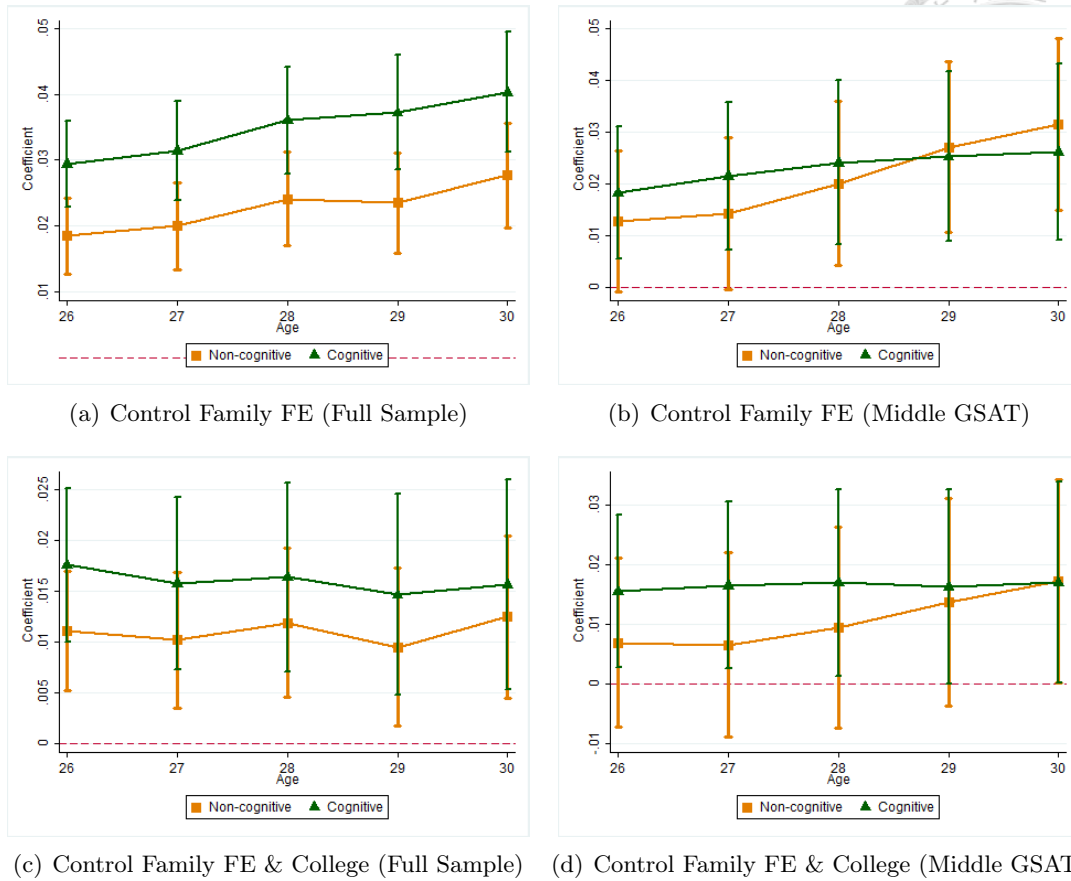 .05
.04
.03
.02
.01
Coefficient
26 27 28 29 30
Age
Non-cognitive Cognitive
(a) Control Family FE (Full Sample)
.05
.04
.03
.02
.01
0
Coefficient
26 27 28 29 30
Age
Non-cognitive Cognitive
(b) Control Family FE (Middle GSAT)
.025
.02
.015
.01
.005
0
Coefficient
26 27 28 29 30
Age
Non-cognitive Cognitive
(c) Control Family FE & College (Full Sample)
.03
.02
.01
0
-.01
Coefficient
26 27 28 29 30
Age
Non-cognitive Cognitive
(d) Control Family FE & College (Middle GSAT